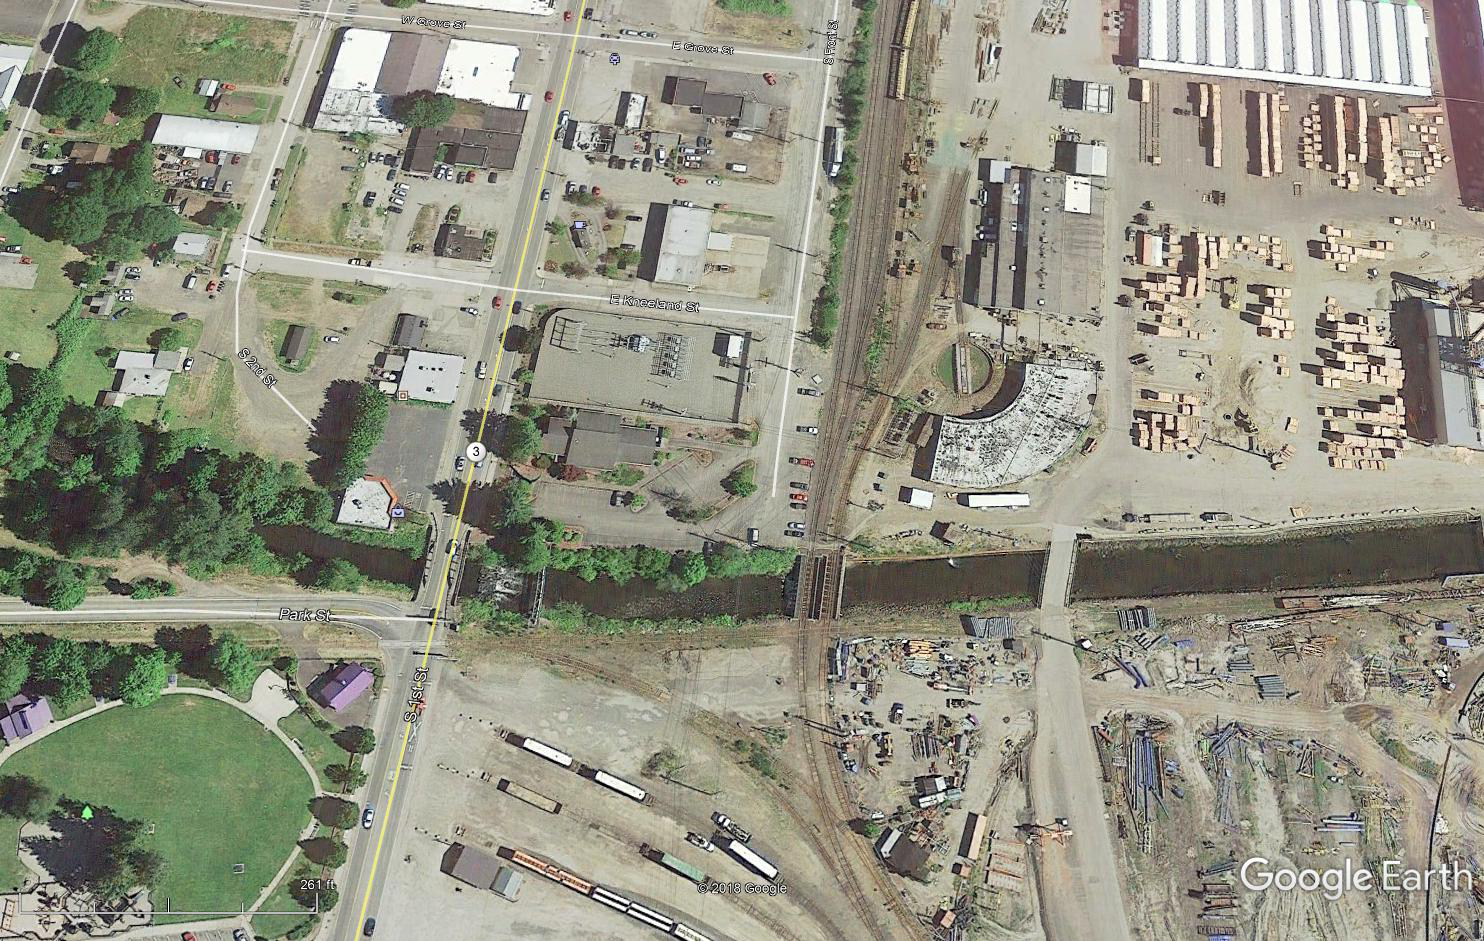 W Grove St
E Grove St
S Front St
E Kneeland St
S 2nd St
3
Park St
S 1st St
261 ft
© 2018 Google
Google Earth